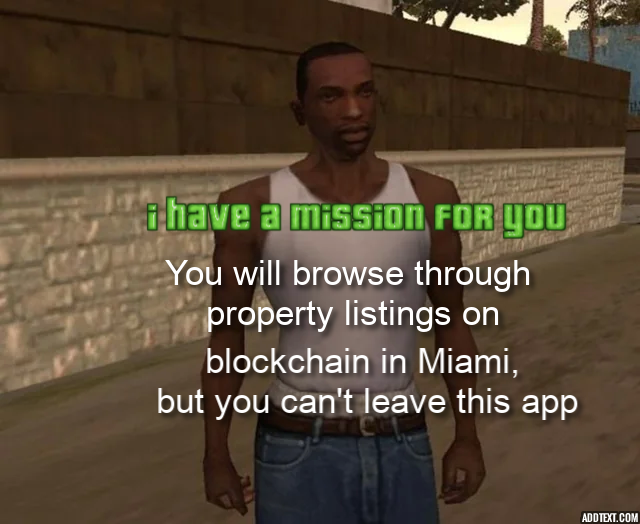 i have a mission for you
You will browse through
property listings on
blockchain in Miami,
but you can't leave this app
ADDTEXT.COM